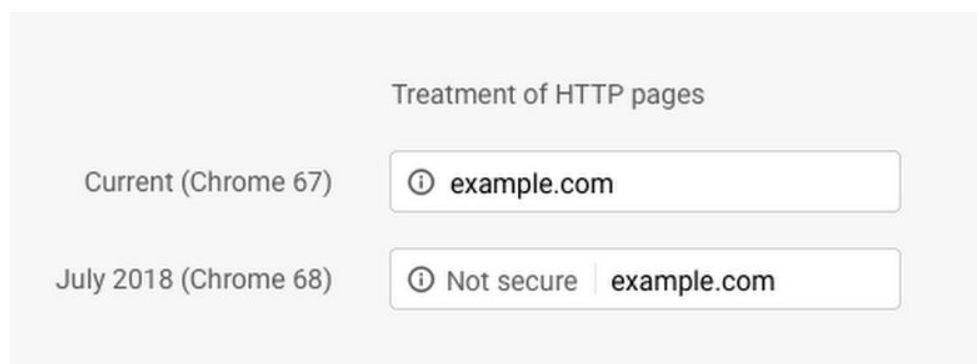 Treatment of HTTP pages
Current (Chrome 67) example.com
July 2018 (Chrome 68) Not secure example.com